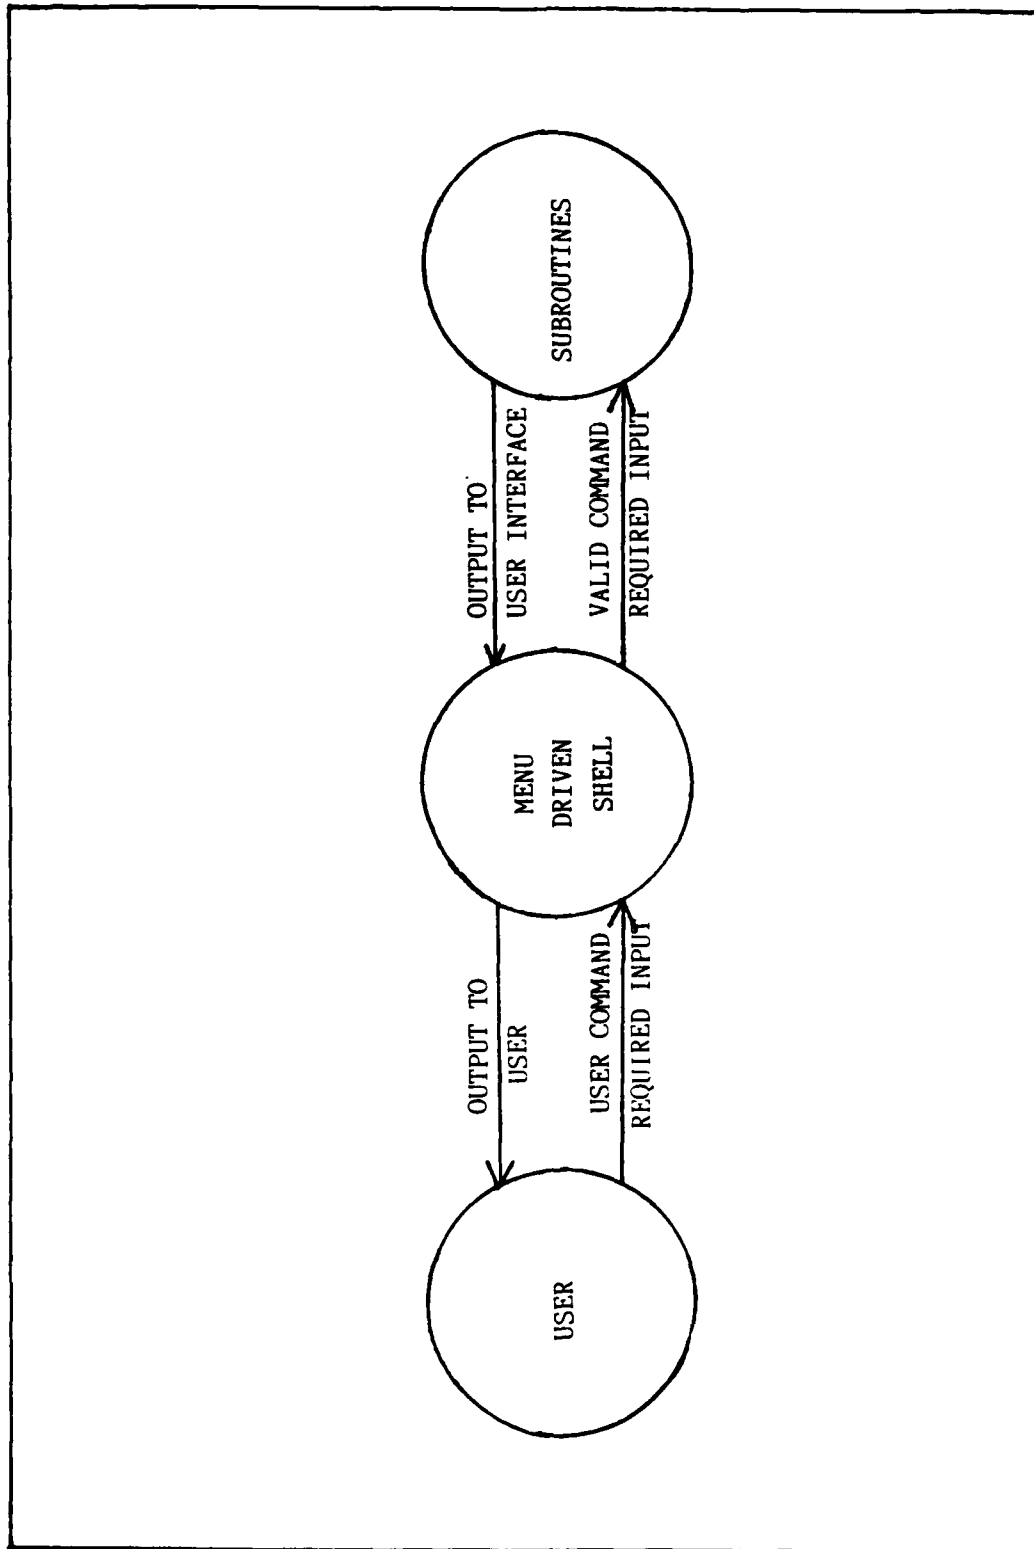 USER
OUTPUT TO
USER
USER COMMAND
REQUIRED INPUT
MENU
DRIVEN
SHELL
OUTPUT TO
USER INTERFACE
VALID COMMAND
REQUIRED INPUT
SUBROUTINES